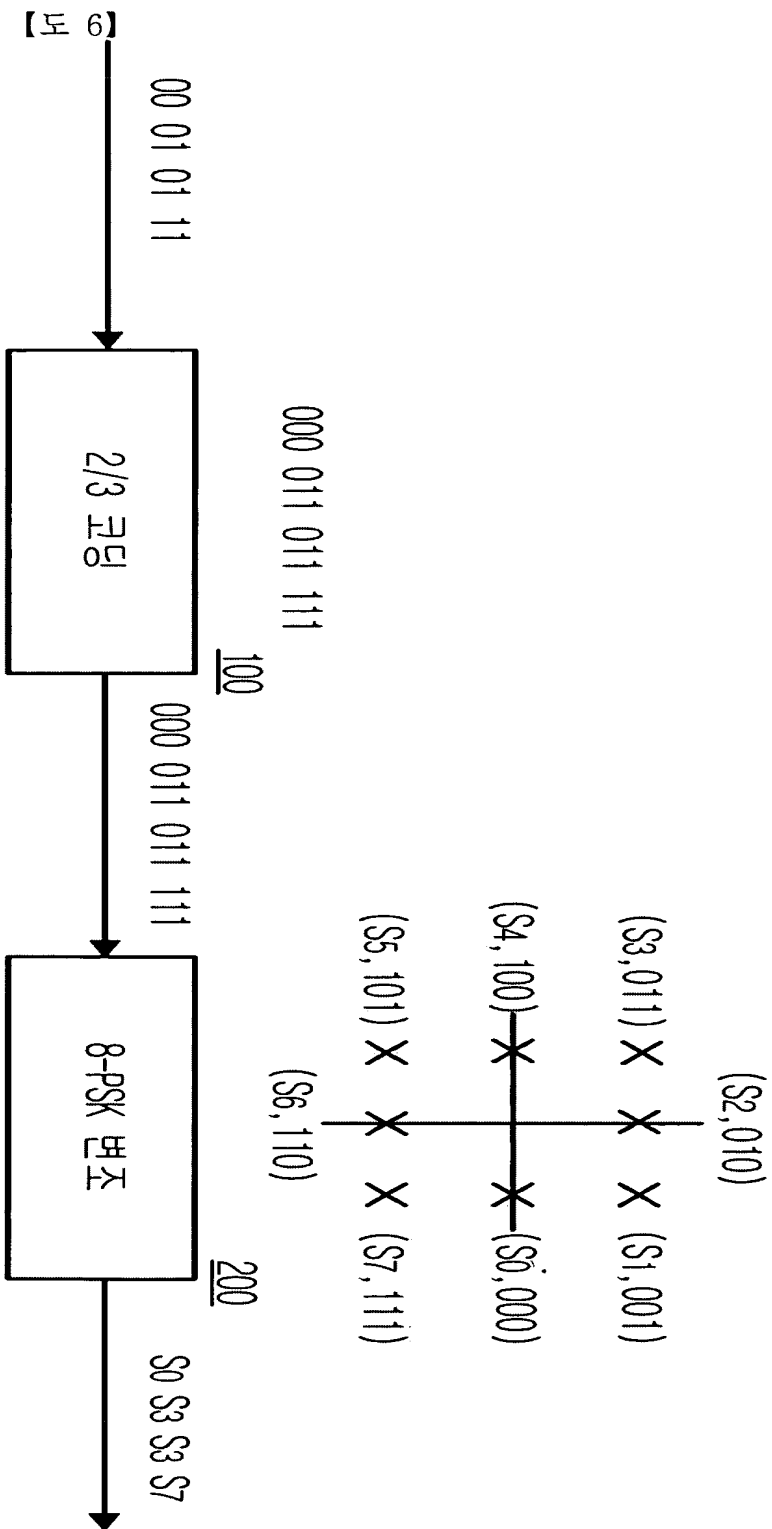 【도 6】
00 01 01 11
2/3 코딩
100
000 011 011 111
000 011 011 111
8-PSK 변조
200
S0 S3 S3 S7
(S2,010)
(S3,011)
(S1,001)
(S4,100)
(S0,000)
(S5,101)
(S7,111)
(S6,110)